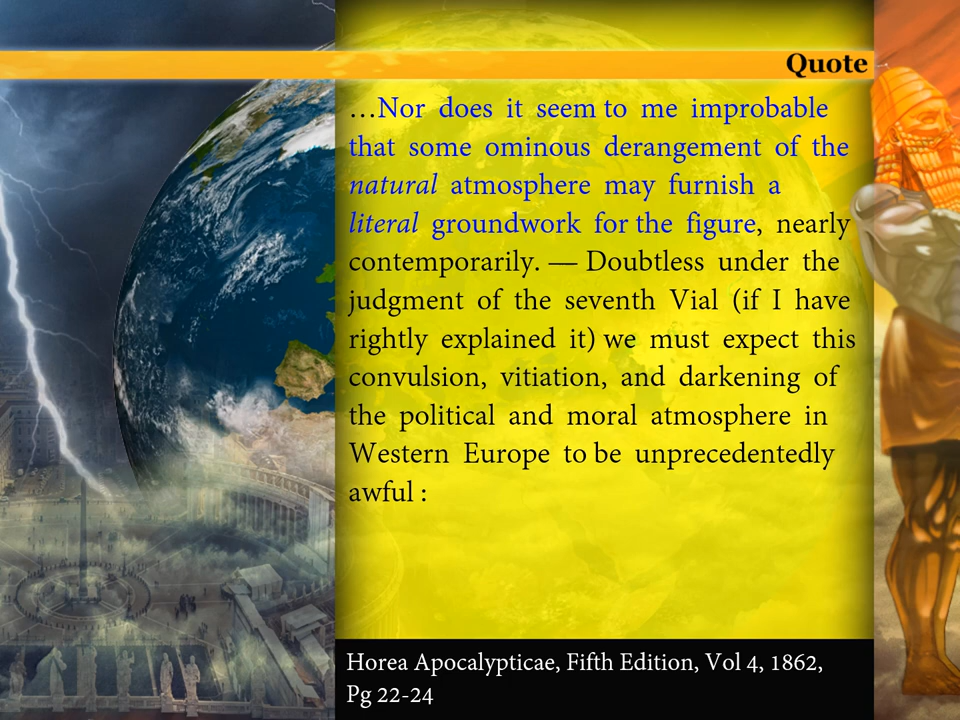 Quote
…Nor does it seem to me improbable
that some ominous derangement of the
natural atmosphere may furnish a
literal groundwork for the figure, nearly
contemporarily. — Doubtless under the
judgment of the seventh Vial (if I have
rightly explained it) we must expect this
convulsion, vitiation, and darkening of
the political and moral atmosphere in
Western Europe to be unprecedentedly
awful :
Horea Apocalypticae, Fifth Edition, Vol 4, 1862,
Pg 22-24